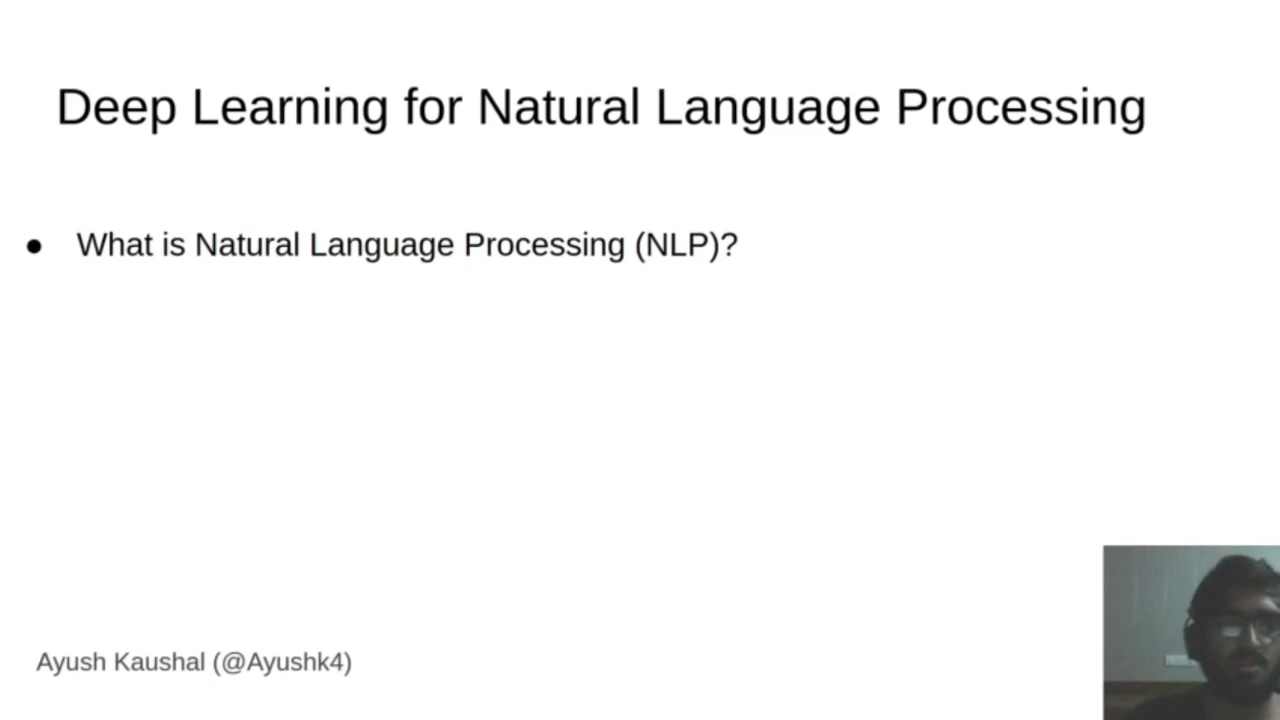 Deep Learning for Natural Language Processing
● What is Natural Language Processing (NLP)?
Ayush Kaushal (@Ayushk4)